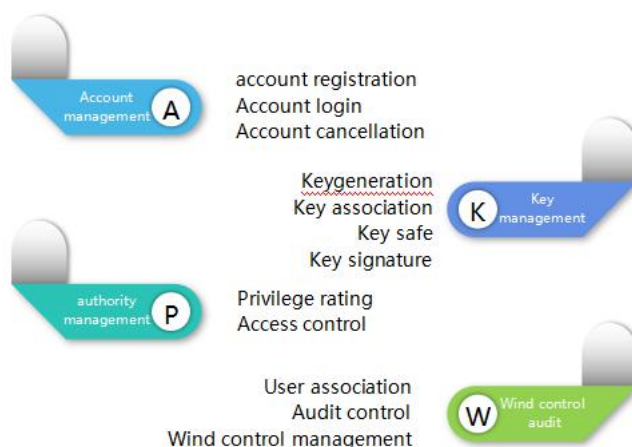 Account
management
A
account registration
Account login
Account cancellation
Keygeneration
Key association
Key safe
Key signature
K
Key
management
authority
management
P
Privilege rating
Access control
User association
Audit control
Wind control management
W
Wind control
audit